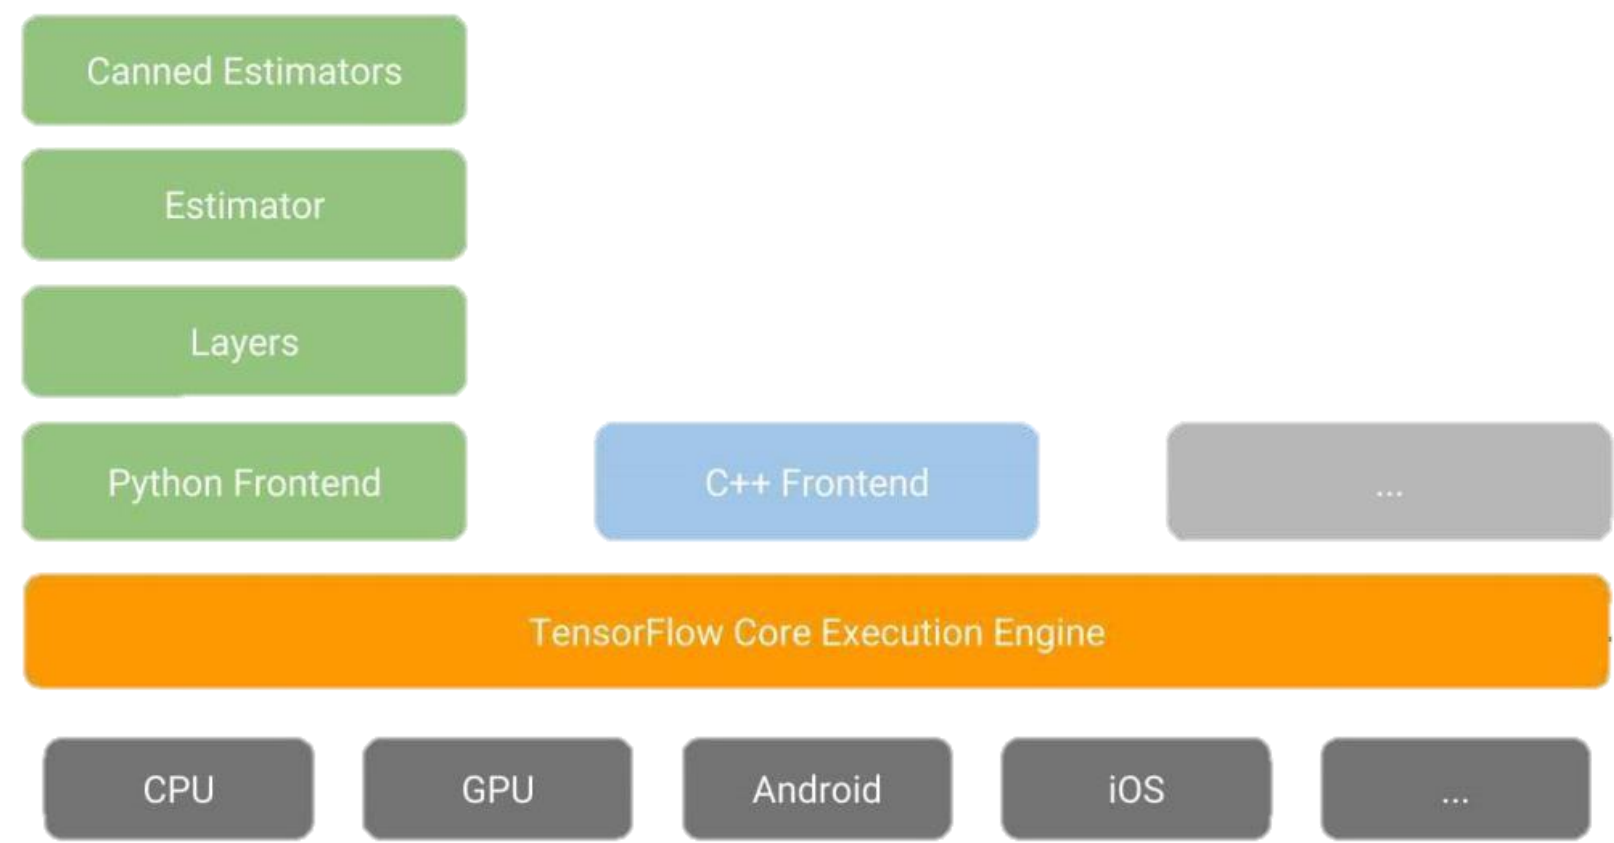 Canned Estimators
Estimator
Layers
Python Frontend
C++ Frontend
...
TensorFlow Core Execution Engine
CPU
GPU
Android
iOS
...